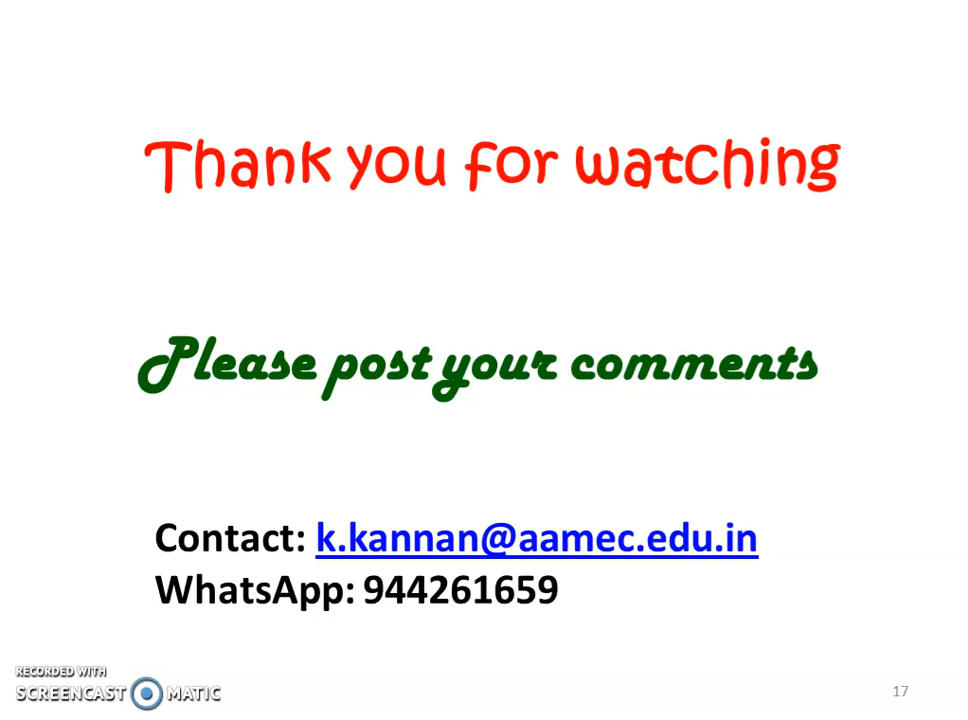 Thank you for watching
Please post your comments
Contact: k.kannan@aamec.edu.in
WhatsApp: 944261659
RECORDED WITH
SCREENCAST MATIC
17